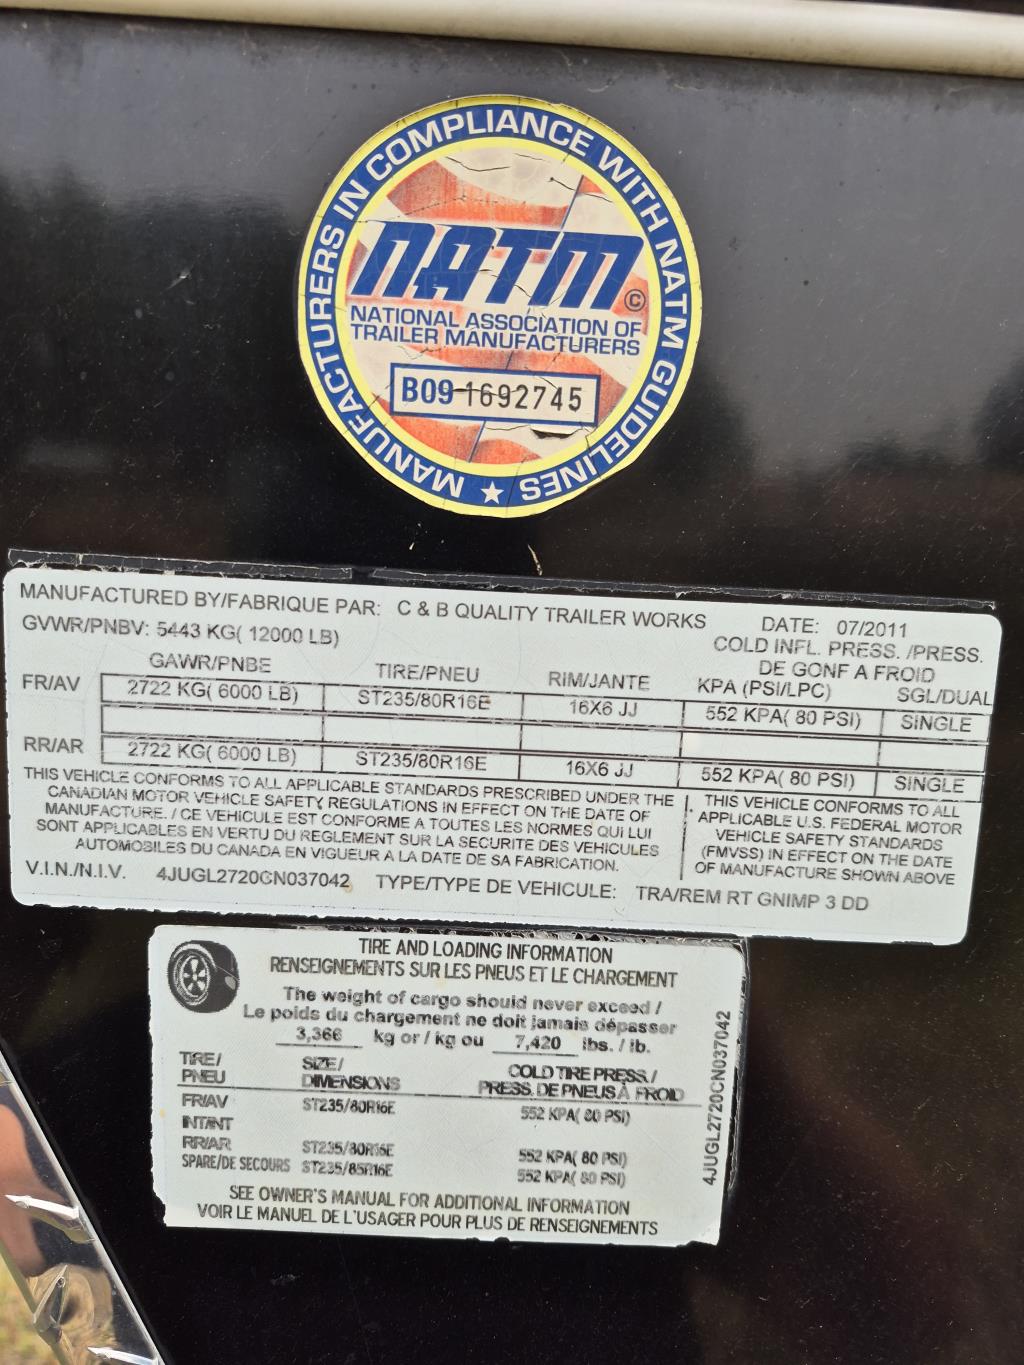 MANUFACTURERS IN COMPLIANCE WITH NATM GUIDELINES ★
NATM ©
NATIONAL ASSOCIATION OF
TRAILER MANUFACTURERS
B09-1692745
MANUFACTURED BY/FABRIQUE PAR: C & B QUALITY TRAILER WORKS DATE: 07/2011
GVWR/PNBV: 5443 KG( 12000 LB) COLD INFL. PRESS. /PRESS.
DE GONF A FROID
GAWR/PNBE TIRE/PNEU RIM/JANTE KPA (PSI/LPC) SGL/DUAL
FR/AV 2722 KG( 6000 LB) ST235/80R16E 16X6 JJ 552 KPA( 80 PSI) SINGLE
RR/AR 2722 KG( 6000 LB) ST235/80R16E 16X6 JJ 552 KPA( 80 PSI) SINGLE
THIS VEHICLE CONFORMS TO ALL APPLICABLE STANDARDS PRESCRIBED UNDER THE
CANADIAN MOTOR VEHICLE SAFETY REGULATIONS IN EFFECT ON THE DATE OF
MANUFACTURE. / CE VEHICULE EST CONFORME A TOUTES LES NORMES QUI LUI
SONT APPLICABLES EN VERTU DU REGLEMENT SUR LA SECURITE DES VEHICULES
AUTOMOBILES DU CANADA EN VIGUEUR A LA DATE DE SA FABRICATION.
THIS VEHICLE CONFORMS TO ALL
APPLICABLE U.S. FEDERAL MOTOR
VEHICLE SAFETY STANDARDS
(FMVSS) IN EFFECT ON THE DATE
OF MANUFACTURE SHOWN ABOVE
V.I.N./N.I.V. 4JUGL2720CN037042 TYPE/TYPE DE VEHICULE: TRA/REM RT GNIMP 3 DD
TIRE AND LOADING INFORMATION
RENSEIGNEMENTS SUR LES PNEUS ET LE CHARGEMENT
The weight of cargo should never exceed /
Le poids du chargement ne doit jamais dépasser
3,366 kg or / kg ou 7,420 lbs. / lb.
TIRE/ SIZE/ COLD TIRE PRESS./
PNEU DIMENSIONS PRESS. DE PNEUS À FROID
FR/AV ST235/80R16E 552 KPA( 80 PSI)
INT/INT
RR/AR ST235/80R16E 552 KPA( 80 PSI)
SPARE/DE SECOURS ST235/85R16E 552 KPA( 80 PSI)
SEE OWNER'S MANUAL FOR ADDITIONAL INFORMATION
VOIR LE MANUEL DE L'USAGER POUR PLUS DE RENSEIGNEMENTS
4JUGL2720CN037042